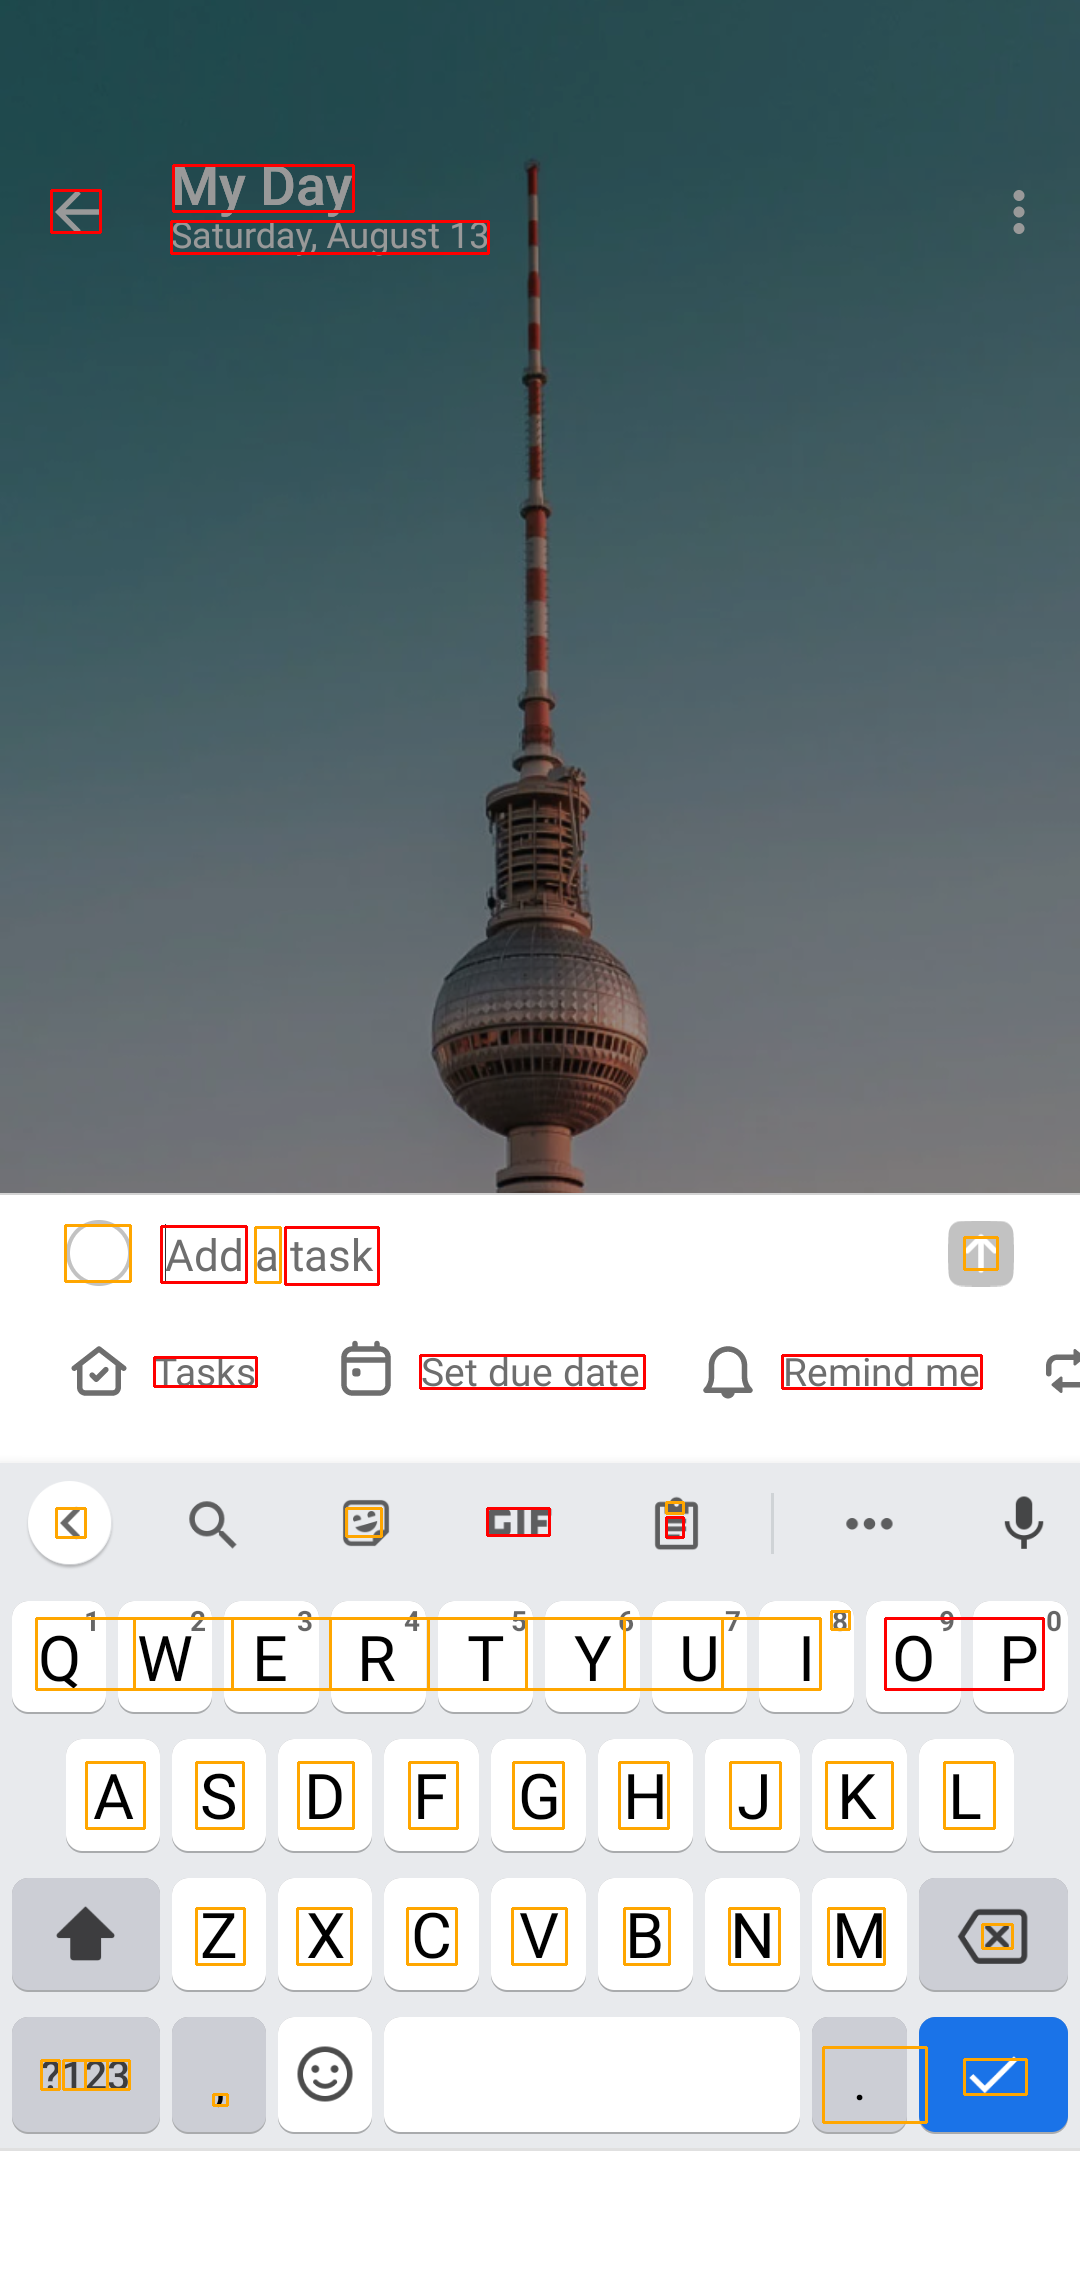 My Day
Saturday, August 13
Add a task
Tasks Set due date Remind me
GIF
1 2 3 4 5 6 7 8 9 0
Q W E R T Y U I O P
A S D F G H J K L
Z X C V B N M
?123 , .